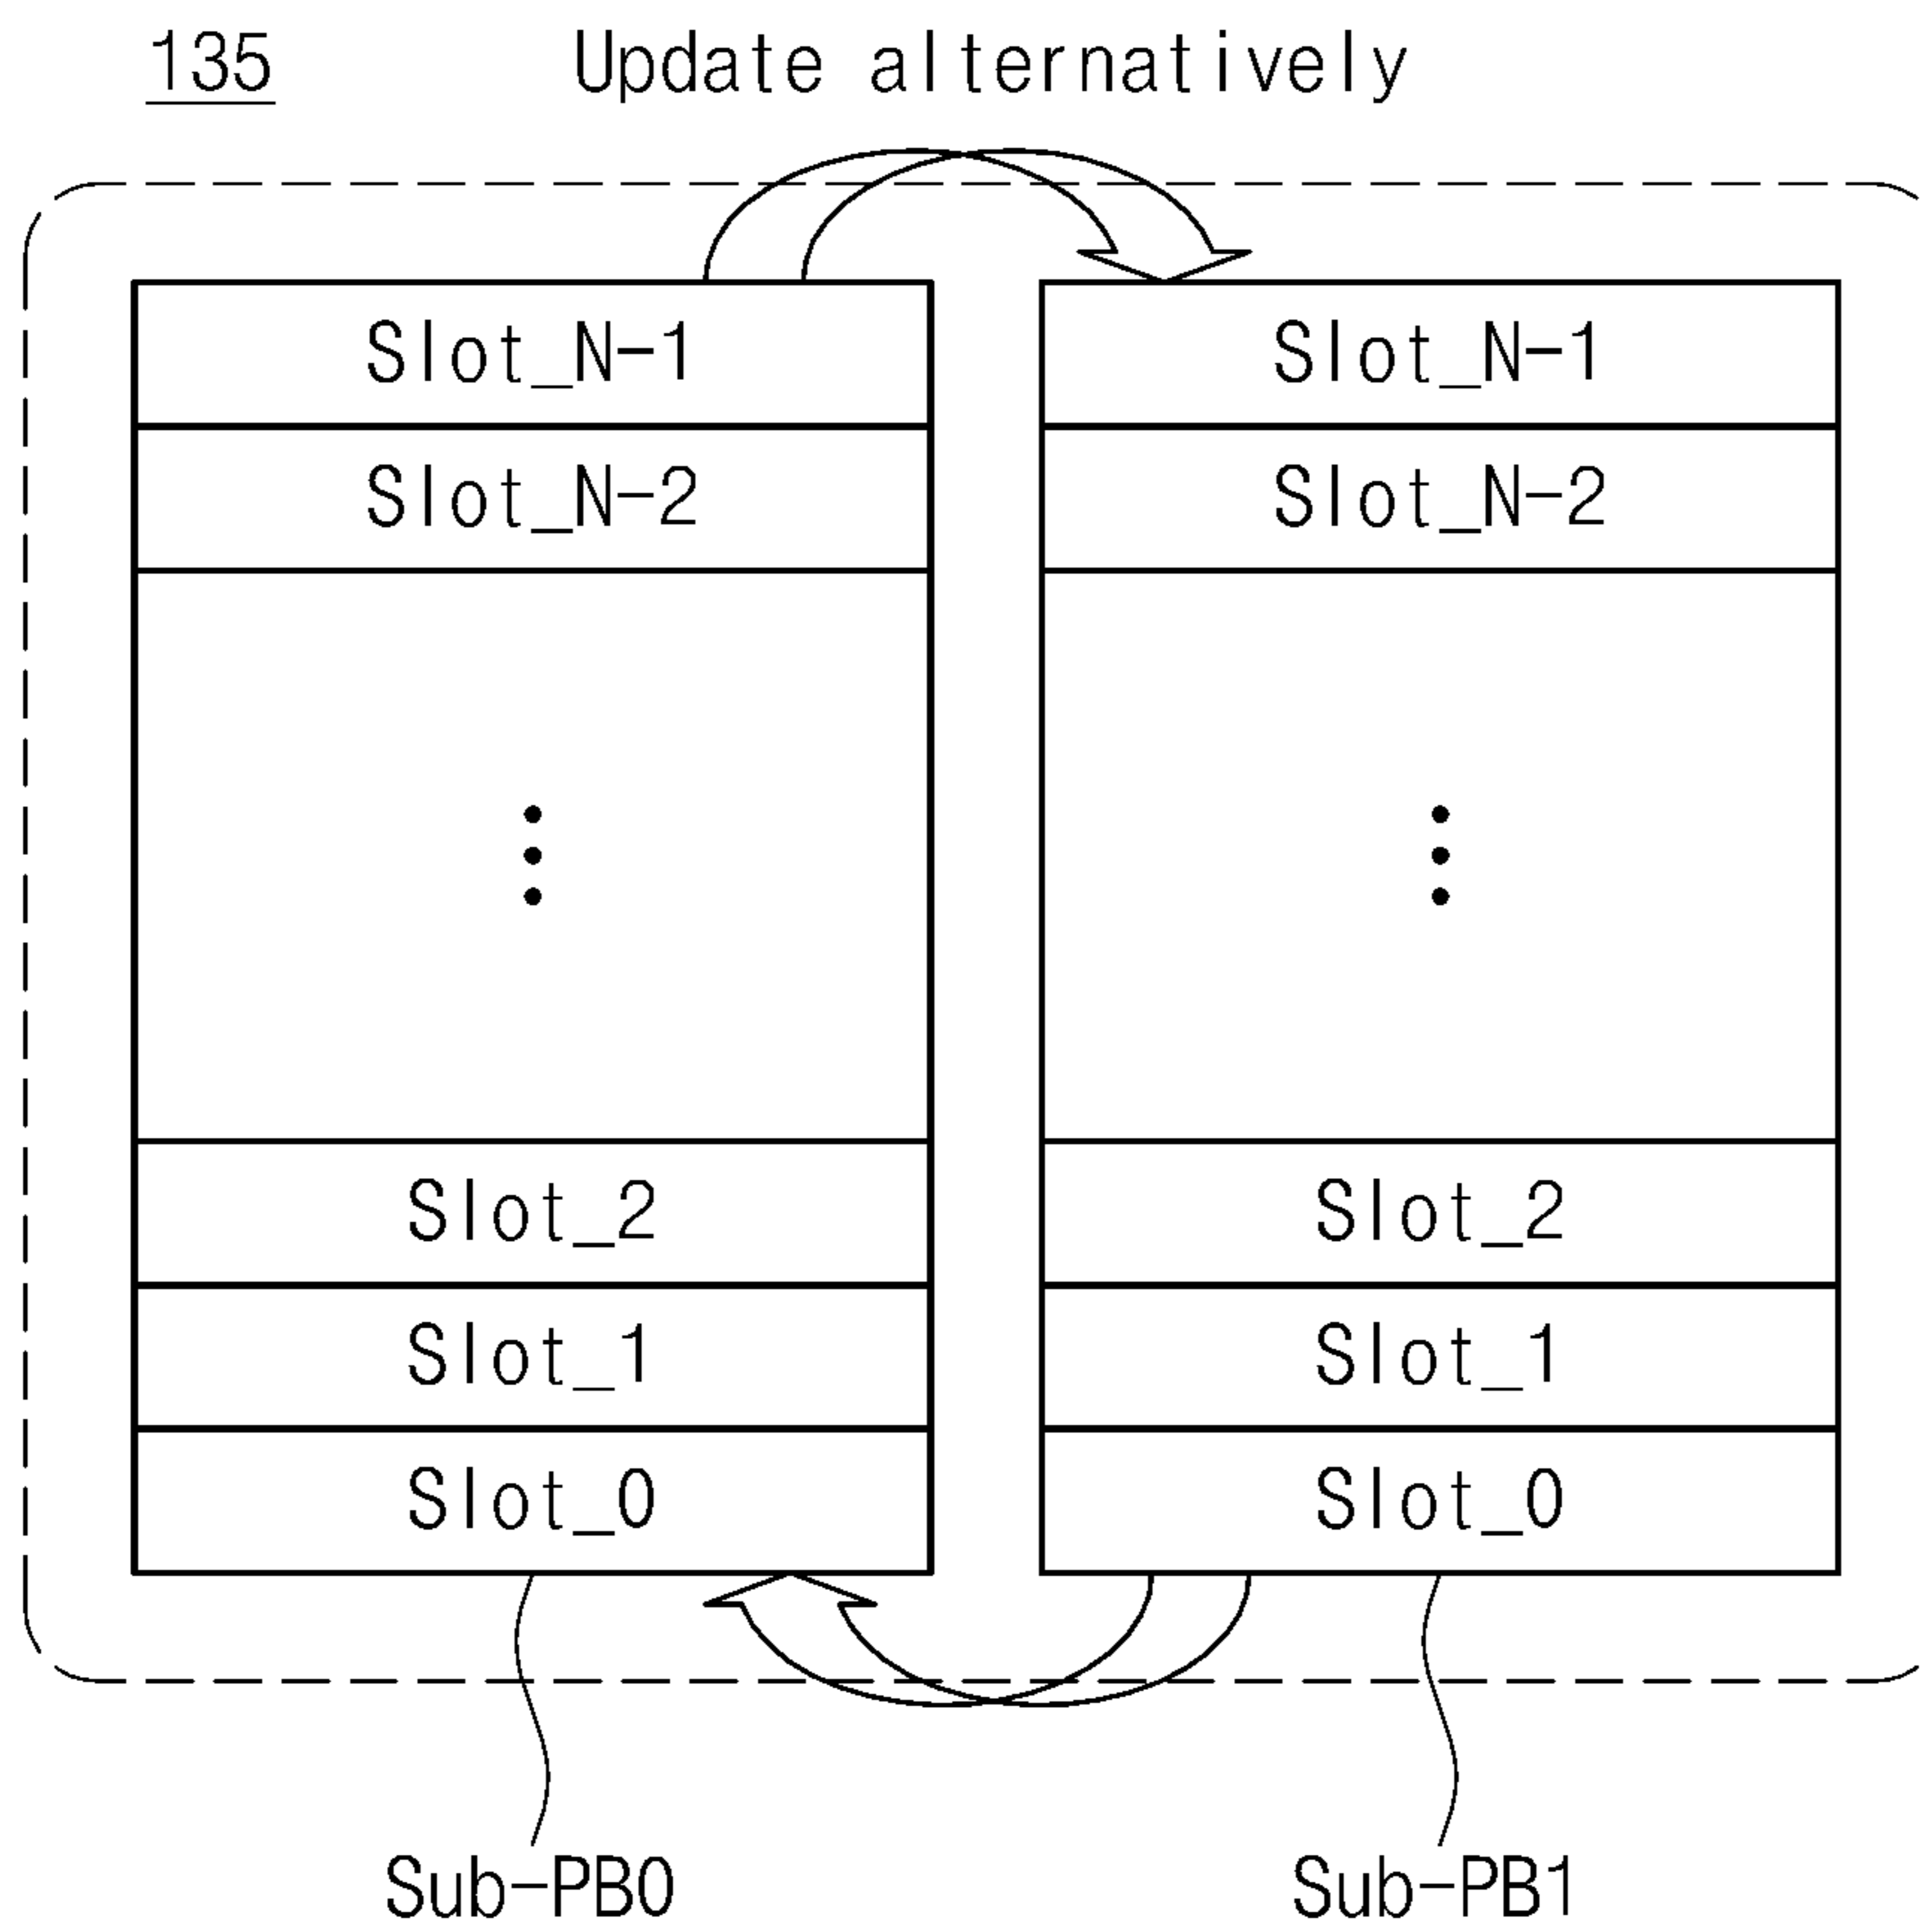 135
Update alternatively
Slot_N-1
Slot_N-2
Slot_2
Slot_1
Slot_0
Slot_N-1
Slot_N-2
Slot_2
Slot_1
Slot_0
Sub-PB0
Sub-PB1